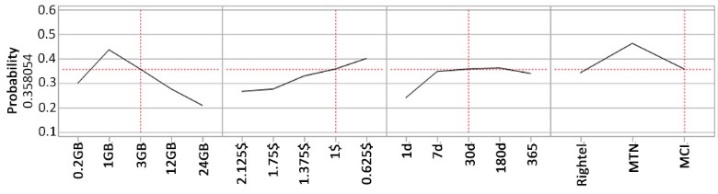 Probability
0.358054
0.6
0.5
0.4
0.3
0.2
0.1
0.2GB
1GB
3GB
12GB
24GB
2.125$
1.75$
1.375$
1$
0.625$
1d
7d
30d
180d
365
Rightel
MTN
MCI